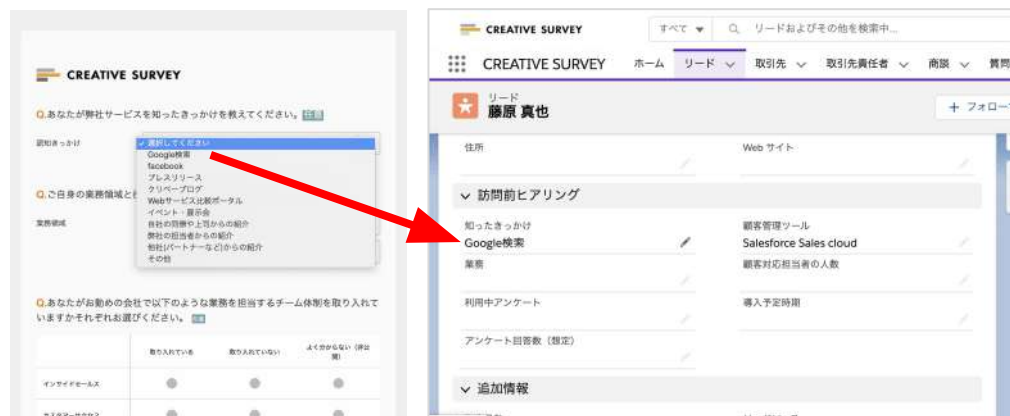 CREATIVE SURVEY
Q.あなたが弊社サービスを知ったきっかけを教えてください。 任意
認知きっかけ
✓ 選択してください
Google検索
facebook
プレスリリース
クリベーブログ
Webサービス比較ポータル
イベント・展示会
自社の同僚や上司からの紹介
弊社の担当者からの紹介
他社(パートナーなど)からの紹介
その他
Q.ご自身の業務領域と
業務領域
Q.あなたがお勤めの会社で以下のような業務を担当するチーム体制を取り入れて
いますかそれぞれお選びください。 任意
取り入れている 取り入れていない よく分からない(非公
開)
インサイドセールス
CREATIVE SURVEY すべて リードおよびその他を検索中...
CREATIVE SURVEY ホーム リード 取引先 取引先責任者 商談 質問
リード
藤原 真也
+ フォロー
住所 Web サイト
訪問前ヒアリング
知ったきっかけ 顧客管理ツール
Google検索 Salesforce Sales cloud
業務 顧客対応担当者の人数
利用中アンケート 導入予定時期
アンケート回答数(想定)
追加情報